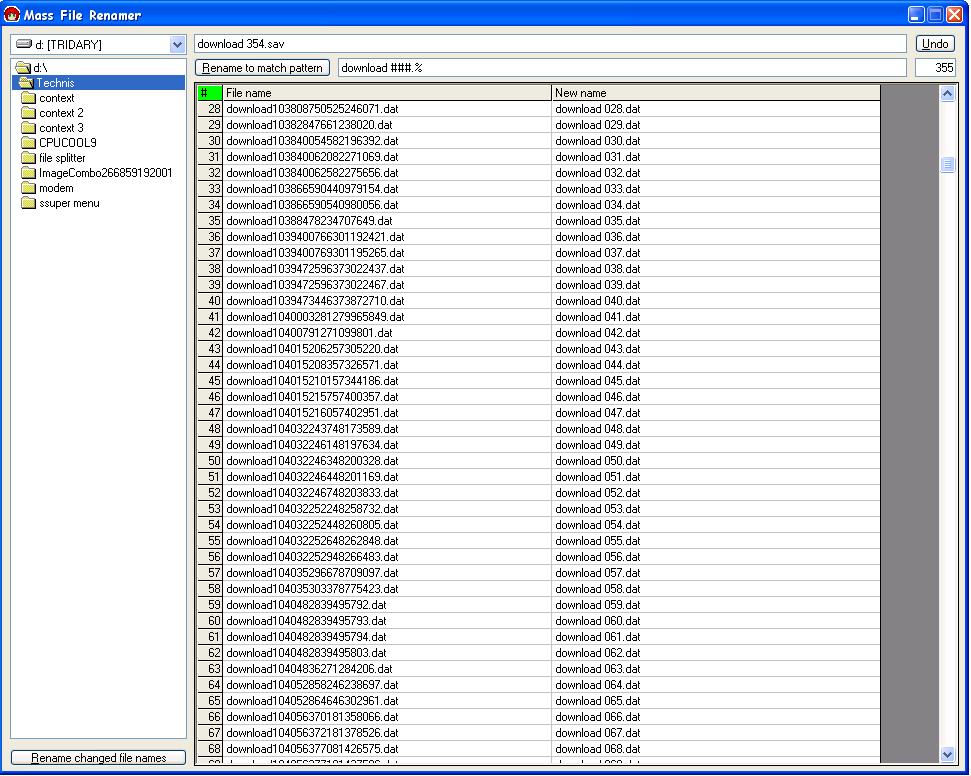 Mass File Renamer
d: [TRIDARY]
download 354.sav
Undo
Rename to match pattern
download ###.%
355
d:\
Technis
context
context 2
context 3
CPUCOOL9
file splitter
ImageCombo266859192001
modem
ssuper menu
# File name New name
28 download103808750525246071.dat download 028.dat
29 download10382847661238020.dat download 029.dat
30 download103840054582196392.dat download 030.dat
31 download103840062082271069.dat download 031.dat
32 download103840062582275656.dat download 032.dat
33 download103866590440979154.dat download 033.dat
34 download103866590540980056.dat download 034.dat
35 download10388478234707649.dat download 035.dat
36 download1039400766301192421.dat download 036.dat
37 download1039400769301195265.dat download 037.dat
38 download1039472596373022437.dat download 038.dat
39 download1039472596373022467.dat download 039.dat
40 download1039473446373872710.dat download 040.dat
41 download1040003281279965849.dat download 041.dat
42 download10400791271099801.dat download 042.dat
43 download104015206257305220.dat download 043.dat
44 download104015208357326571.dat download 044.dat
45 download104015210157344186.dat download 045.dat
46 download104015215757400357.dat download 046.dat
47 download104015216057402951.dat download 047.dat
48 download104032243748173589.dat download 048.dat
49 download104032246148197634.dat download 049.dat
50 download104032246348200328.dat download 050.dat
51 download104032246448201169.dat download 051.dat
52 download104032246748203833.dat download 052.dat
53 download104032252248258732.dat download 053.dat
54 download104032252448260805.dat download 054.dat
55 download104032252648262848.dat download 055.dat
56 download104032252948266483.dat download 056.dat
57 download104035296678709097.dat download 057.dat
58 download104035303378775423.dat download 058.dat
59 download1040482839495792.dat download 059.dat
60 download1040482839495793.dat download 060.dat
61 download1040482839495794.dat download 061.dat
62 download1040482839495803.dat download 062.dat
63 download10404836271284206.dat download 063.dat
64 download104052858246238697.dat download 064.dat
65 download104052864646302961.dat download 065.dat
66 download104056370181358066.dat download 066.dat
67 download104056372181378526.dat download 067.dat
68 download104056377081426575.dat download 068.dat
Rename changed file names